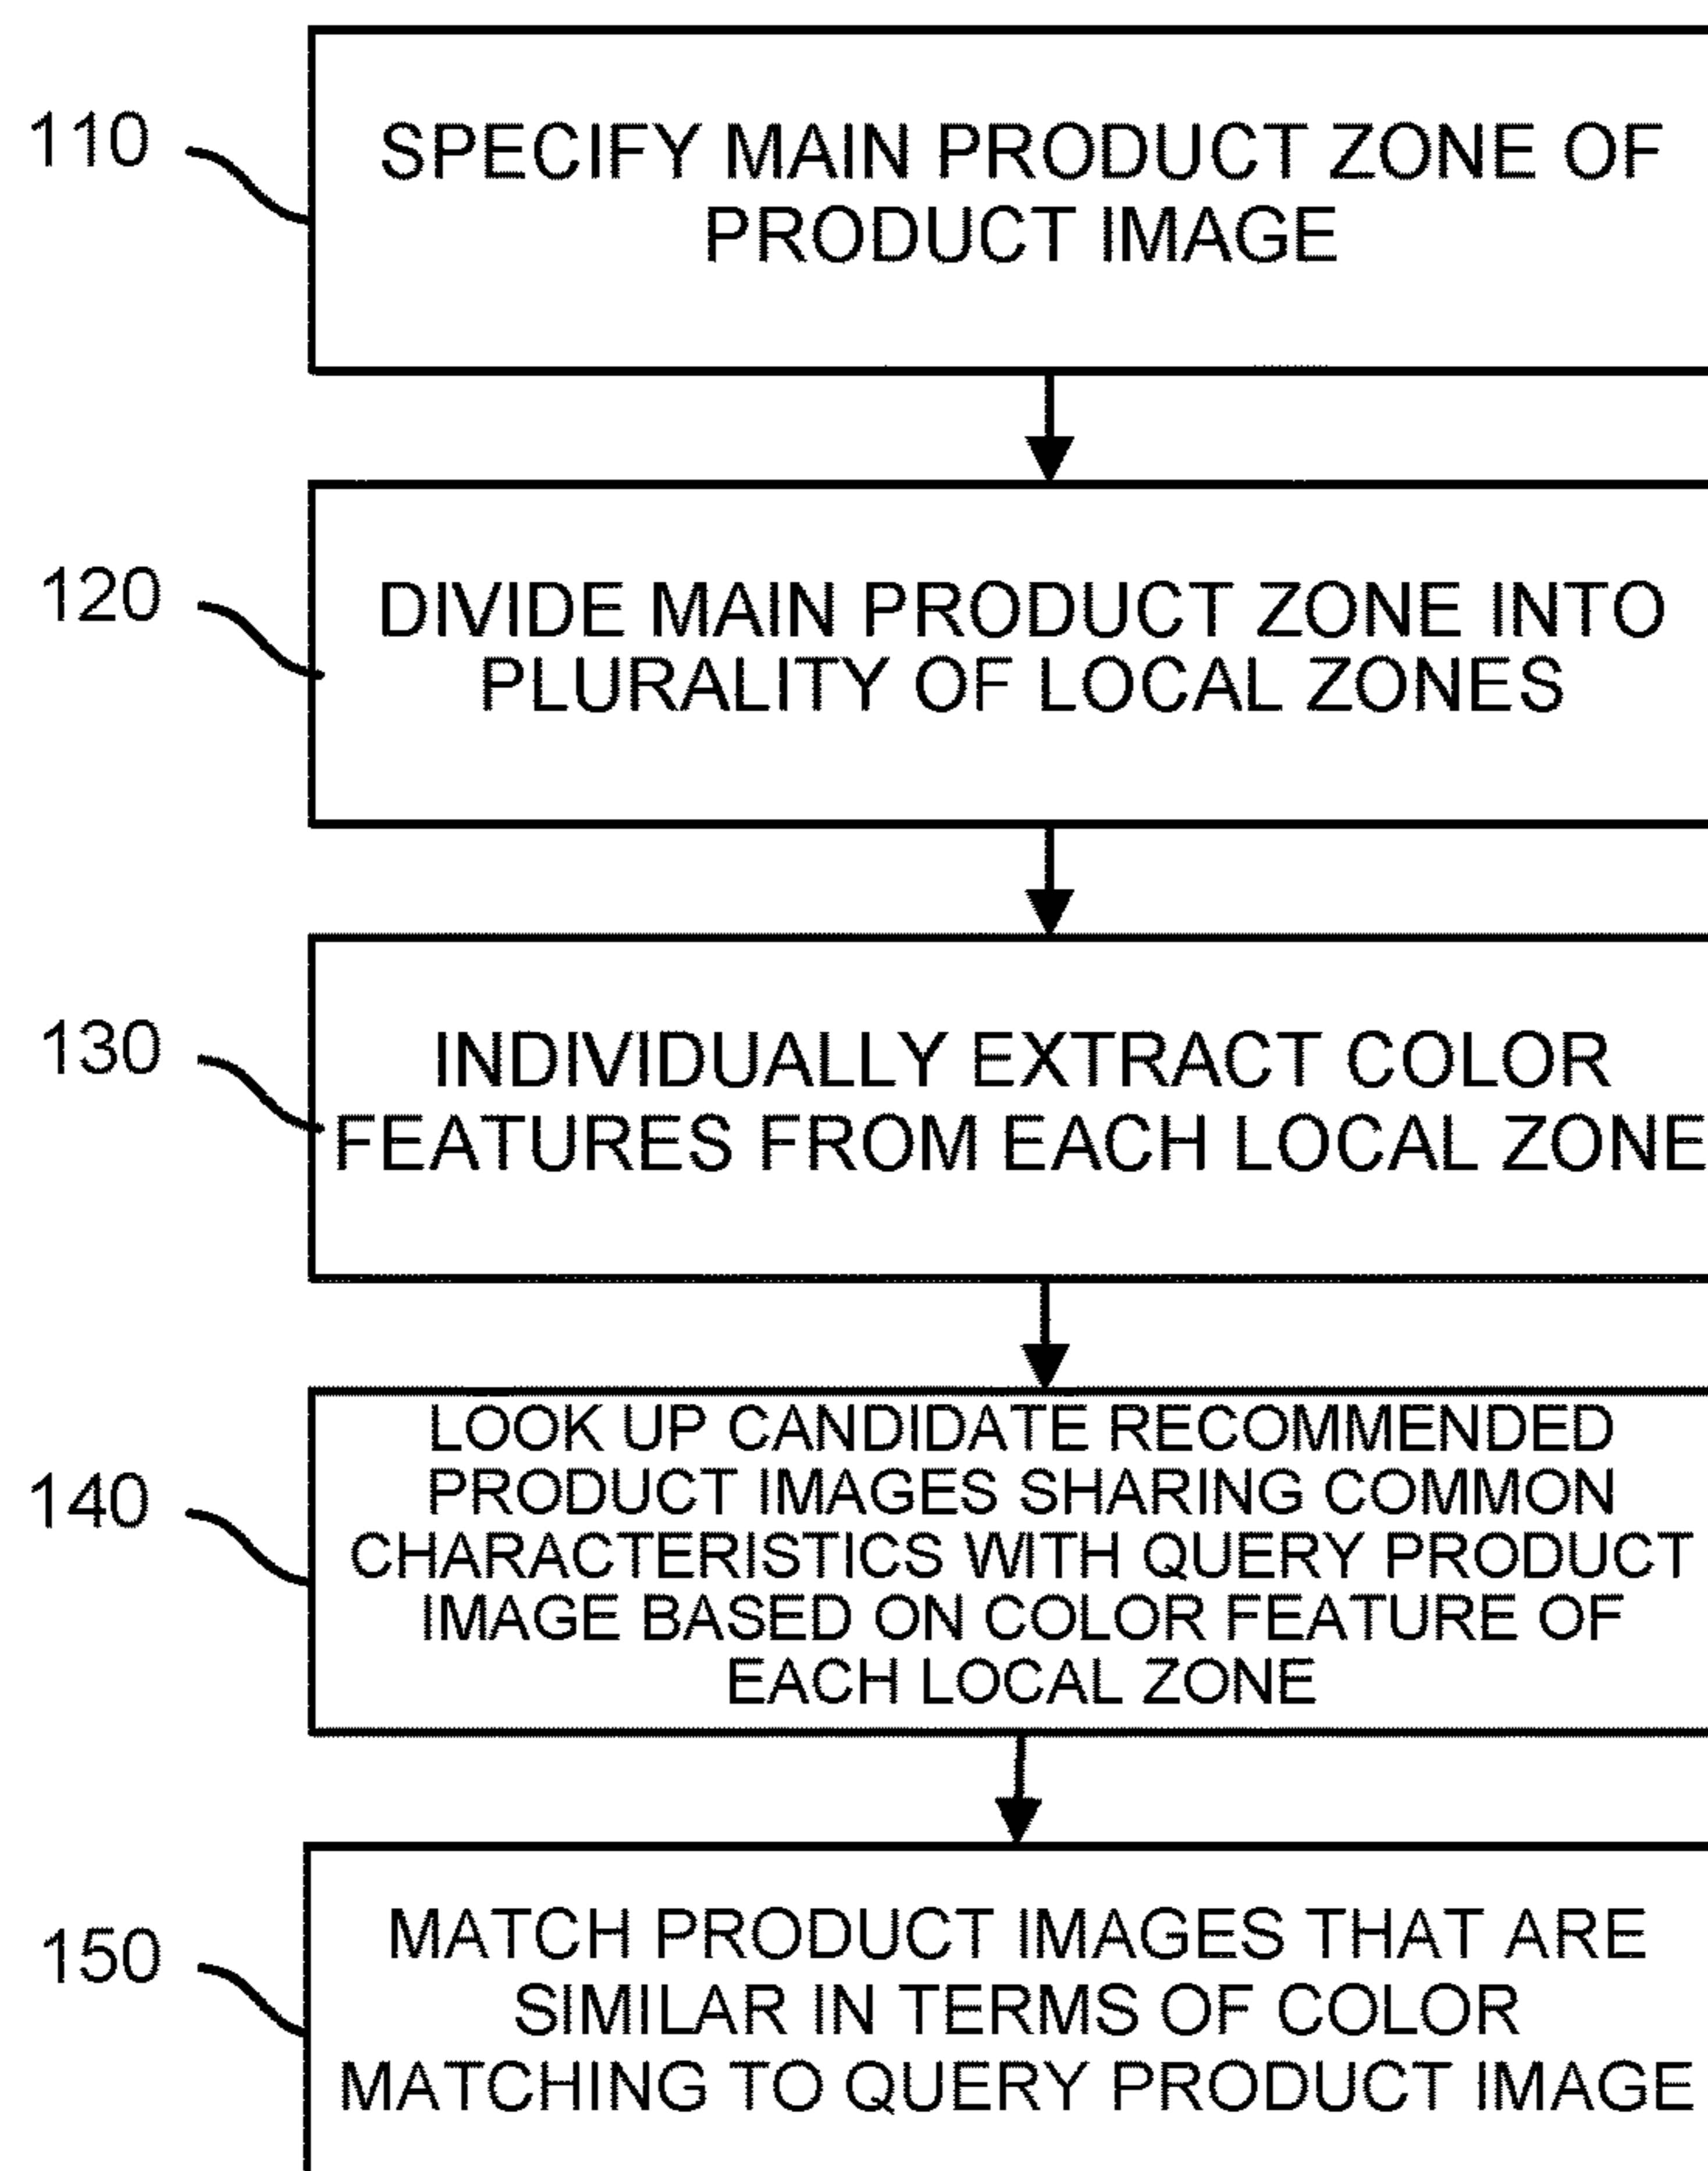 110
SPECIFY MAIN PRODUCT ZONE OF
PRODUCT IMAGE
120
DIVIDE MAIN PRODUCT ZONE INTO
PLURALITY OF LOCAL ZONES
130
INDIVIDUALLY EXTRACT COLOR
FEATURES FROM EACH LOCAL ZONE
140
LOOK UP CANDIDATE RECOMMENDED
PRODUCT IMAGES SHARING COMMON
CHARACTERISTICS WITH QUERY PRODUCT
IMAGE BASED ON COLOR FEATURE OF
EACH LOCAL ZONE
150
MATCH PRODUCT IMAGES THAT ARE
SIMILAR IN TERMS OF COLOR
MATCHING TO QUERY PRODUCT IMAGE